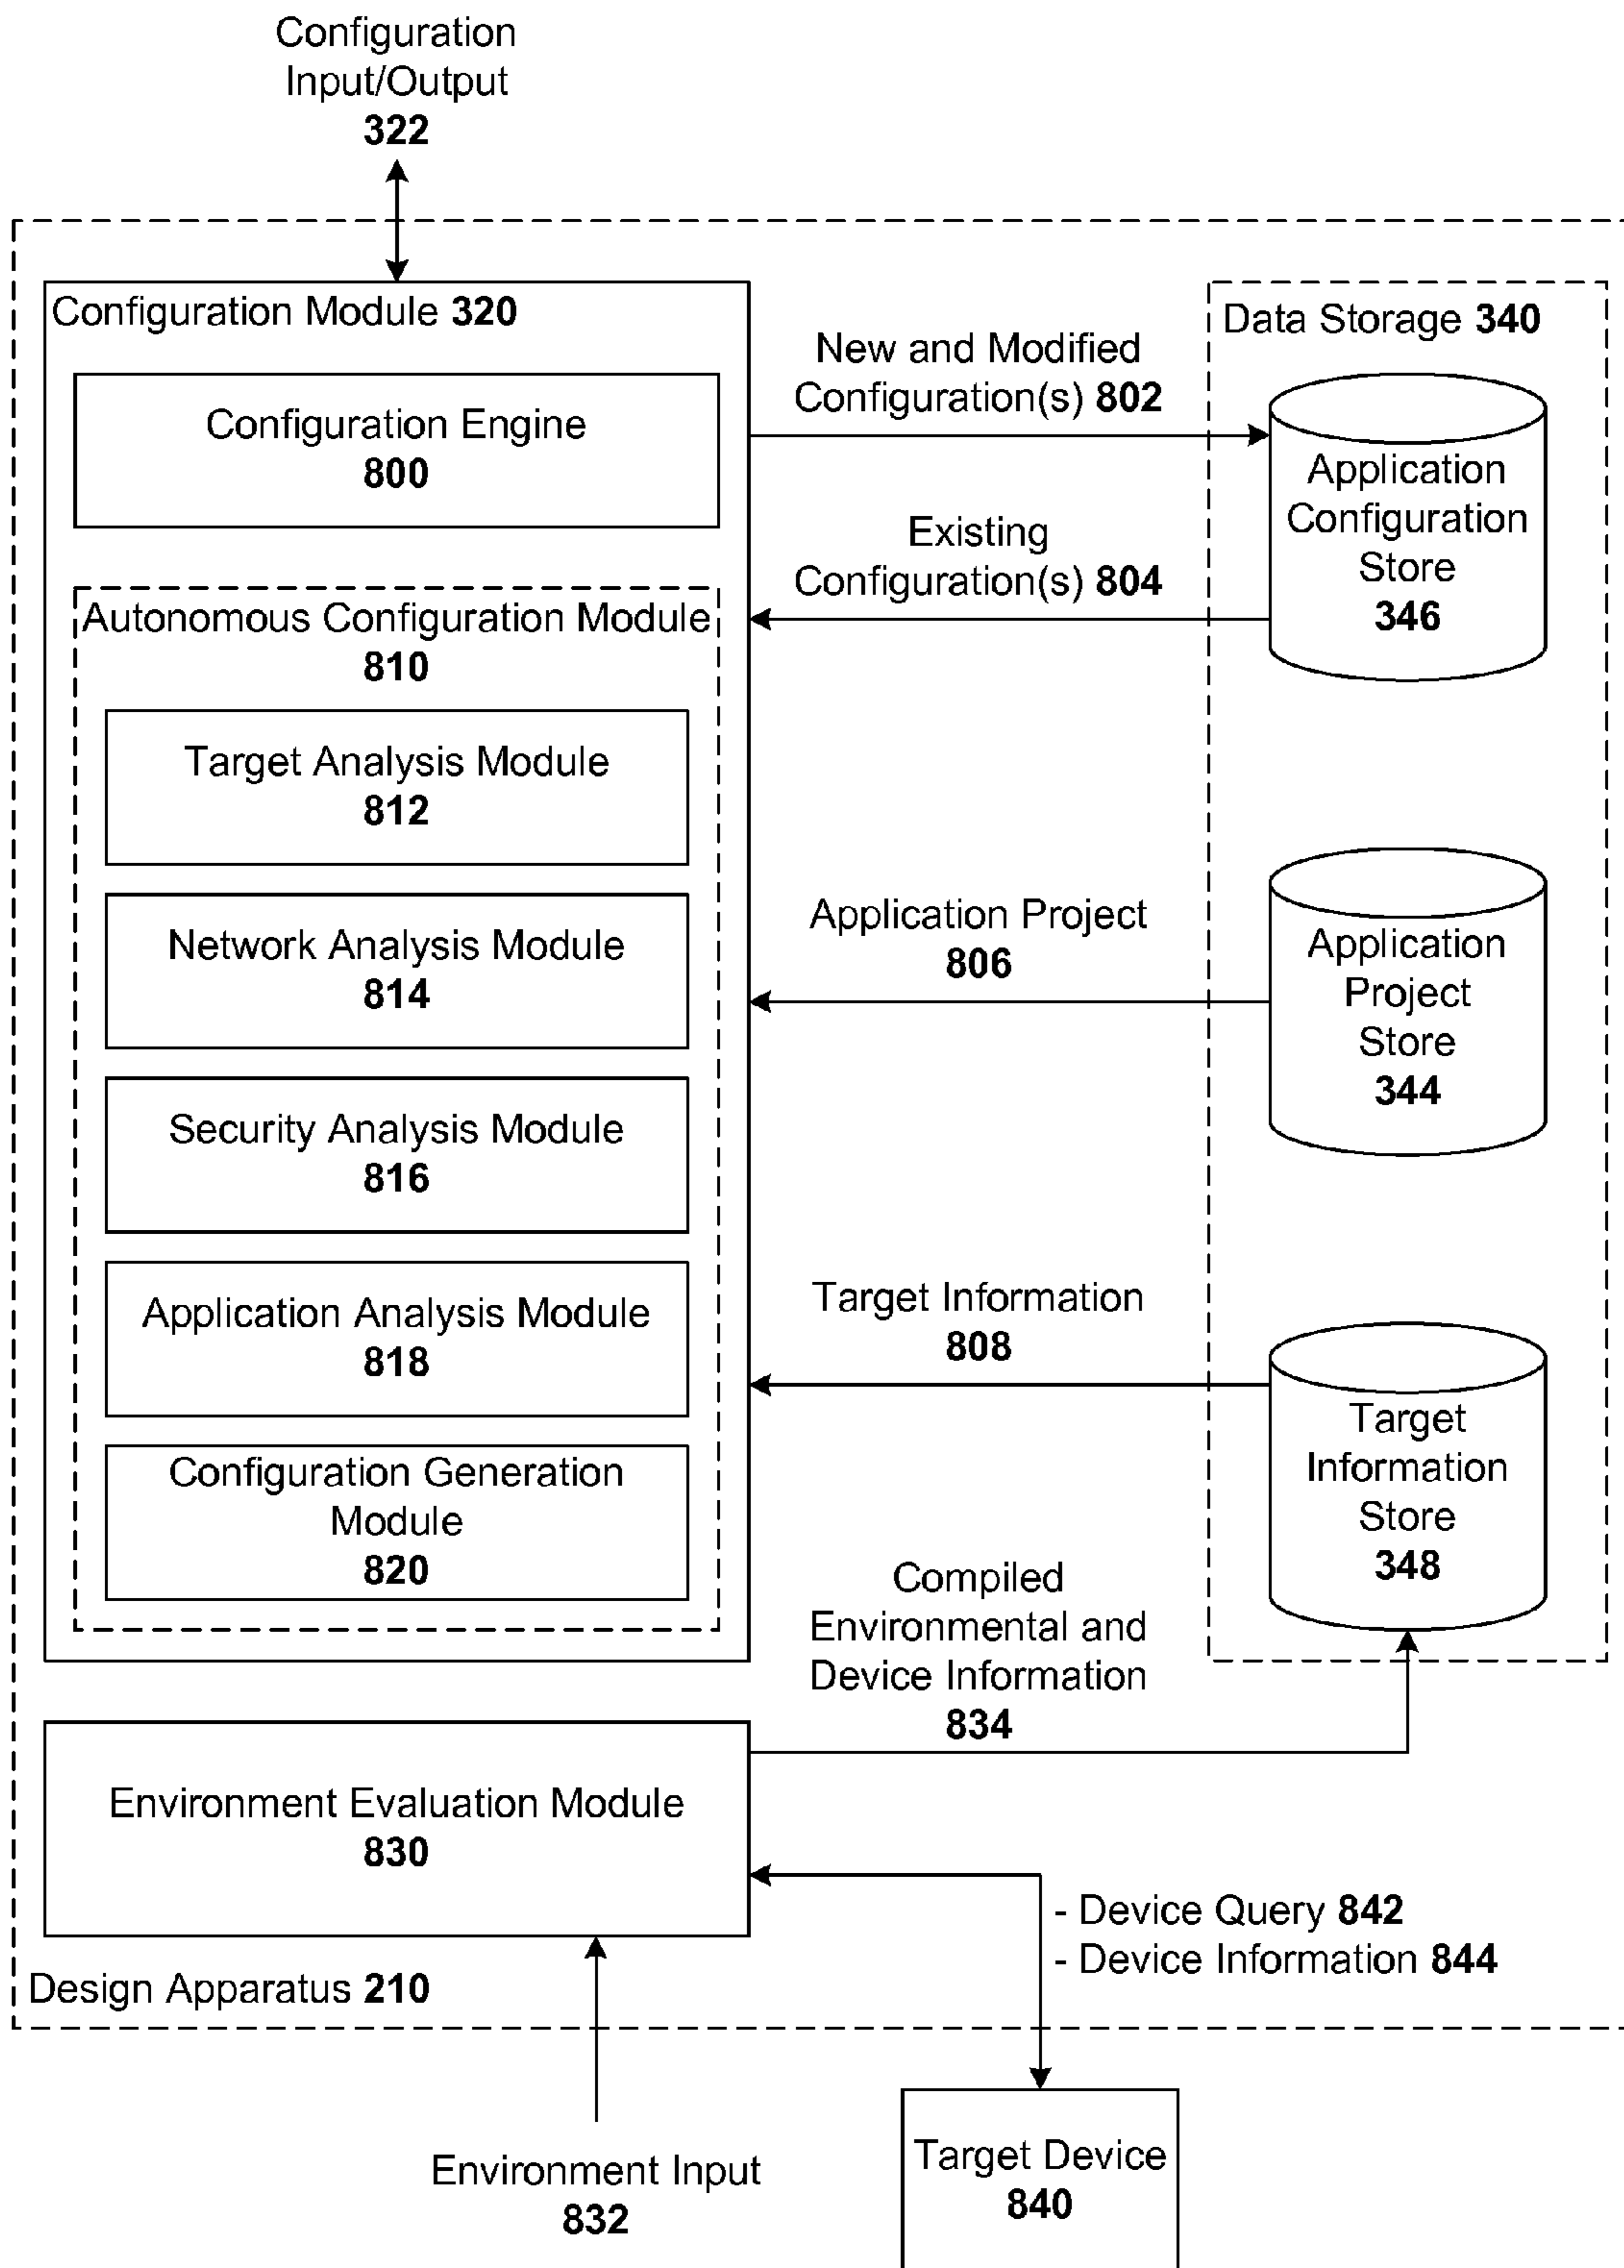 Configuration
Input/Output
322
Configuration Module 320
Configuration Engine
800
Autonomous Configuration Module
810
Target Analysis Module
812
Network Analysis Module
814
Security Analysis Module
816
Application Analysis Module
818
Configuration Generation
Module
820
New and Modified
Configuration(s) 802
Existing
Configuration(s) 804
Application Project
806
Target Information
808
Compiled
Environmental and
Device Information
834
Data Storage 340
Application
Configuration
Store
346
Application
Project
Store
344
Target
Information
Store
348
Environment Evaluation Module
830
- Device Query 842
- Device Information 844
Design Apparatus 210
Environment Input
832
Target Device
840